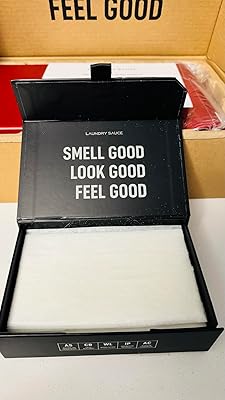 FEEL GOOD
LAUNDRY SAUCE
SMELL GOOD
LOOK GOOD
FEEL GOOD
AS CB WL IP AC